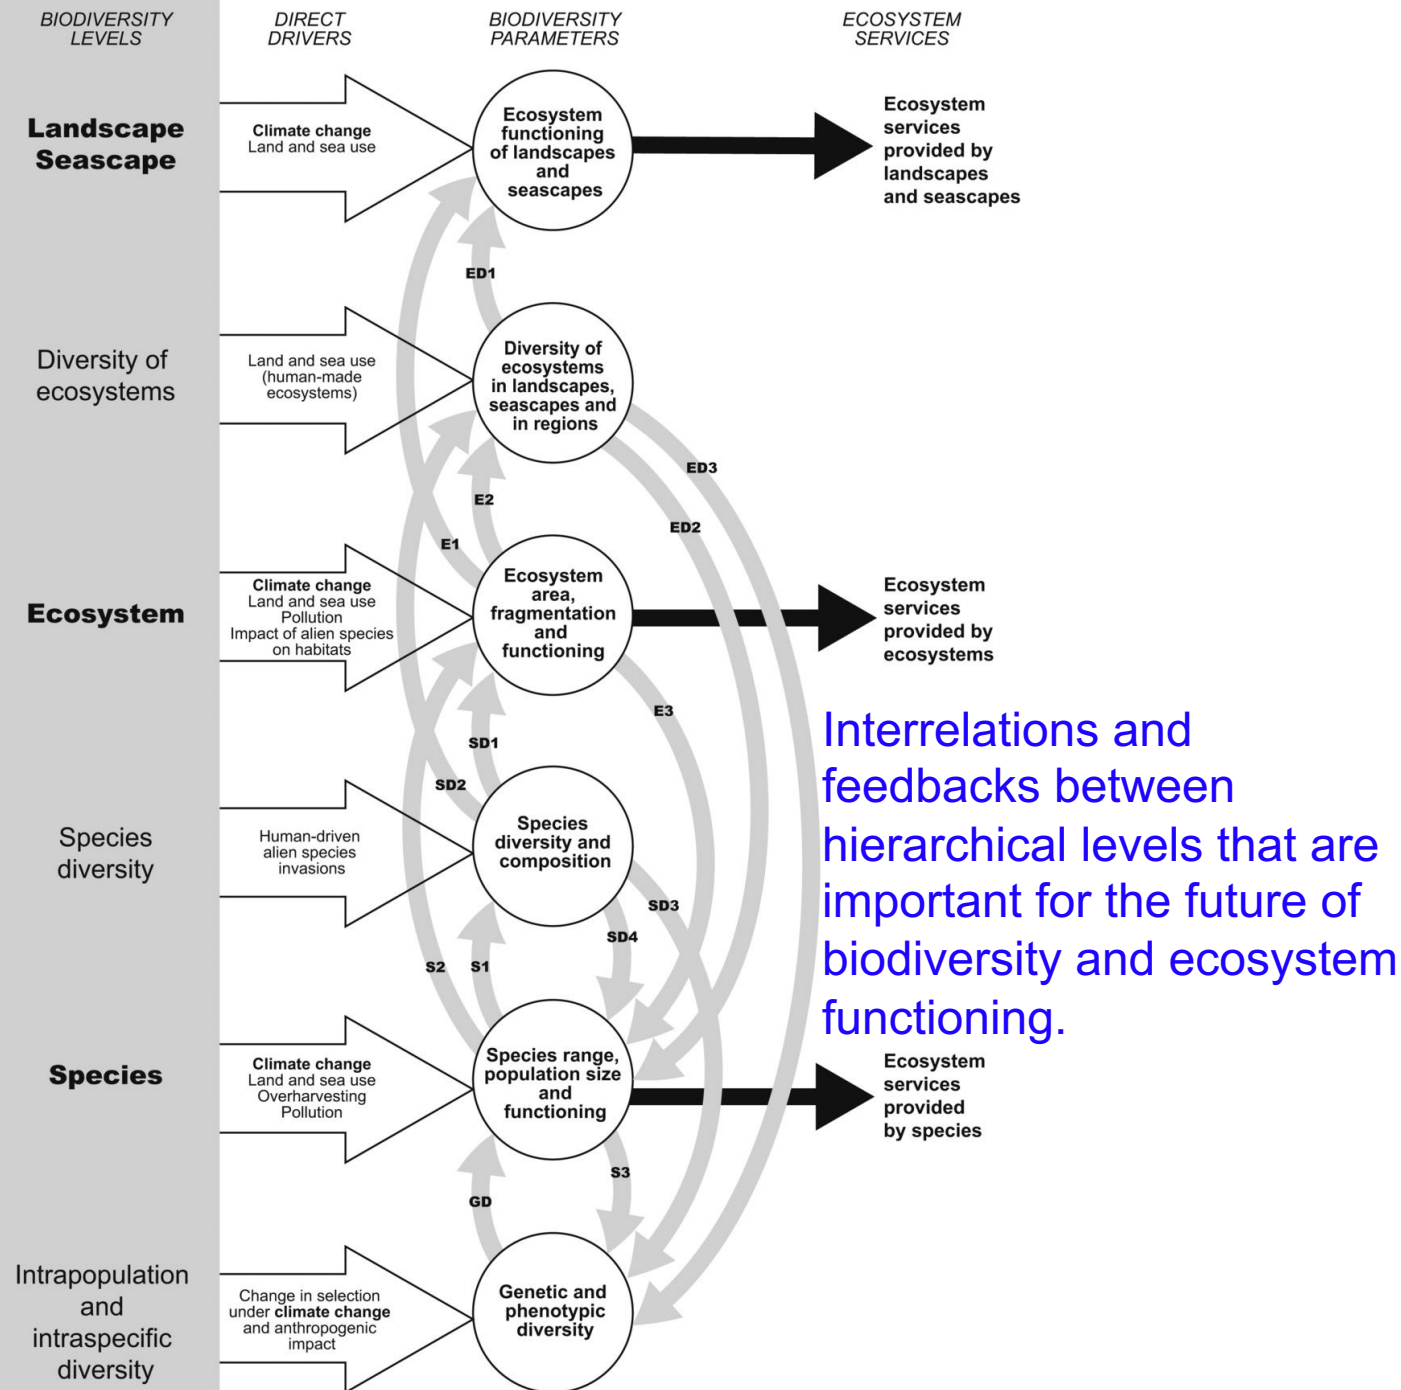 BIODIVERSITY
LEVELS
DIRECT
DRIVERS
BIODIVERSITY
PARAMETERS
ECOSYSTEM
SERVICES
Landscape
Seascape
Climate change
Land and sea use
Ecosystem
functioning
of landscapes
and
seascapes
Ecosystem
services
provided by
landscapes
and seascapes
ED1
Diversity of
ecosystems
Land and sea use
(human-made
ecosystems)
Diversity of
ecosystems
in landscapes,
seascapes and
in regions
ED3
E2
ED2
E1
Ecosystem
Climate change
Land and sea use
Pollution
Impact of alien species
on habitats
Ecosystem
area,
fragmentation
and
functioning
Ecosystem
services
provided by
ecosystems
E3
SD1
SD2
Interrelations and
feedbacks between
hierarchical levels that are
important for the future of
biodiversity and ecosystem
functioning.
Species
diversity
Human-driven
alien species
invasions
Species
diversity and
composition
SD3
SD4
S2
S1
Species
Climate change
Land and sea use
Overharvesting
Pollution
Species range,
population size
and
functioning
Ecosystem
services
provided
by species
S3
GD
Intrapopulation
and
intraspecific
diversity
Change in selection
under climate change
and anthropogenic
impact
Genetic and
phenotypic
diversity